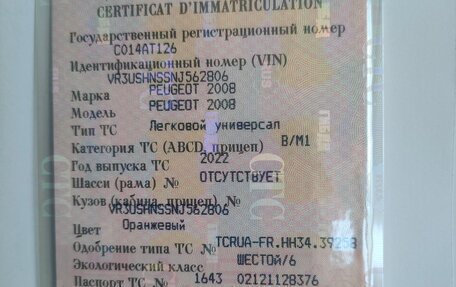 CERTIFICAT D'IMMATRICULATION
Государственный регистрационный номер
С014АТ126
Идентификационный номер (VIN)
VR3USHNSSNJ562806
Марка PEUGEOT 2008
Модель PEUGEOT 2008
Тип ТС Легковой универсал
Категория ТС (ABCD, прицеп) B/M1
Год выпуска ТС 2022
Шасси (рама) № ОТСУТСТВУЕТ
Кузов (кабина, прицеп) №
VR3USHNSSNJ562806
Цвет Оранжевый
Одобрение типа ТС № ТСRUA-FR.НН34.39258
Экологический класс ШЕСТОЙ/6
Паспорт ТС № 1643 02121128376